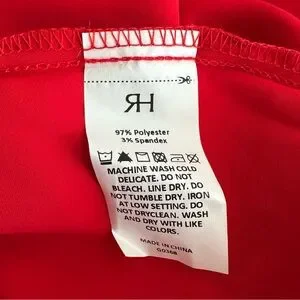 RH
97% Polyester
3% Spandex
MACHINE WASH COLD
DELICATE. DO NOT
BLEACH. LINE DRY. DO
NOT TUMBLE DRY. IRON
AT LOW SETTING. DO
NOT DRYCLEAN. WASH
AND DRY WITH LIKE
COLORS.
MADE IN CHINA
G0368